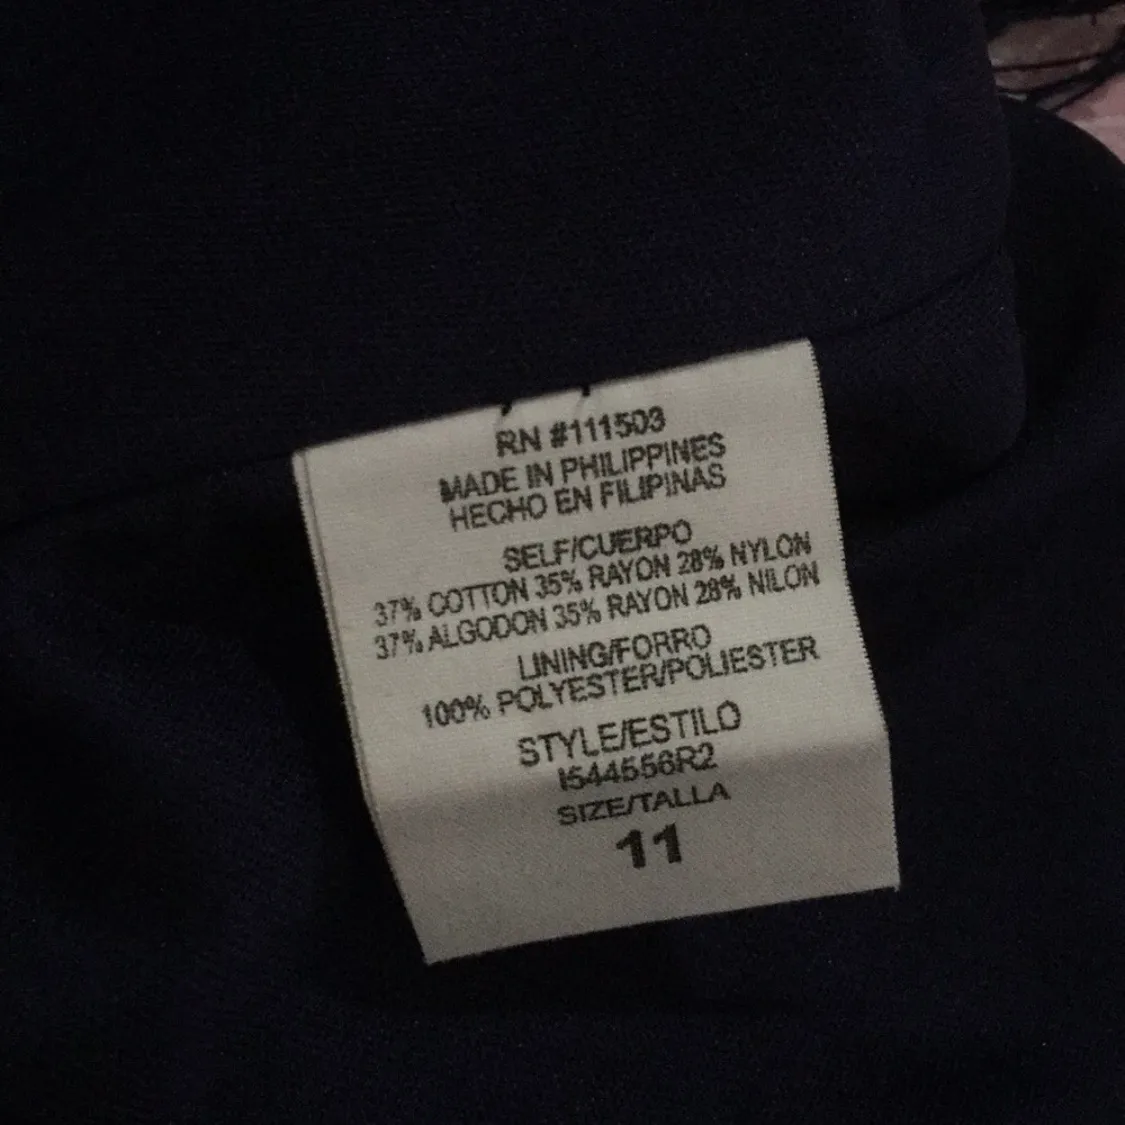 RN #111503
MADE IN PHILIPPINES
HECHO EN FILIPINAS
SELF/CUERPO
37% COTTON 35% RAYON 28% NYLON
37% ALGODON 35% RAYON 28% NILON
LINING/FORRO
100% POLYESTER/POLIESTER
STYLE/ESTILO
I544556R2
SIZE/TALLA
11